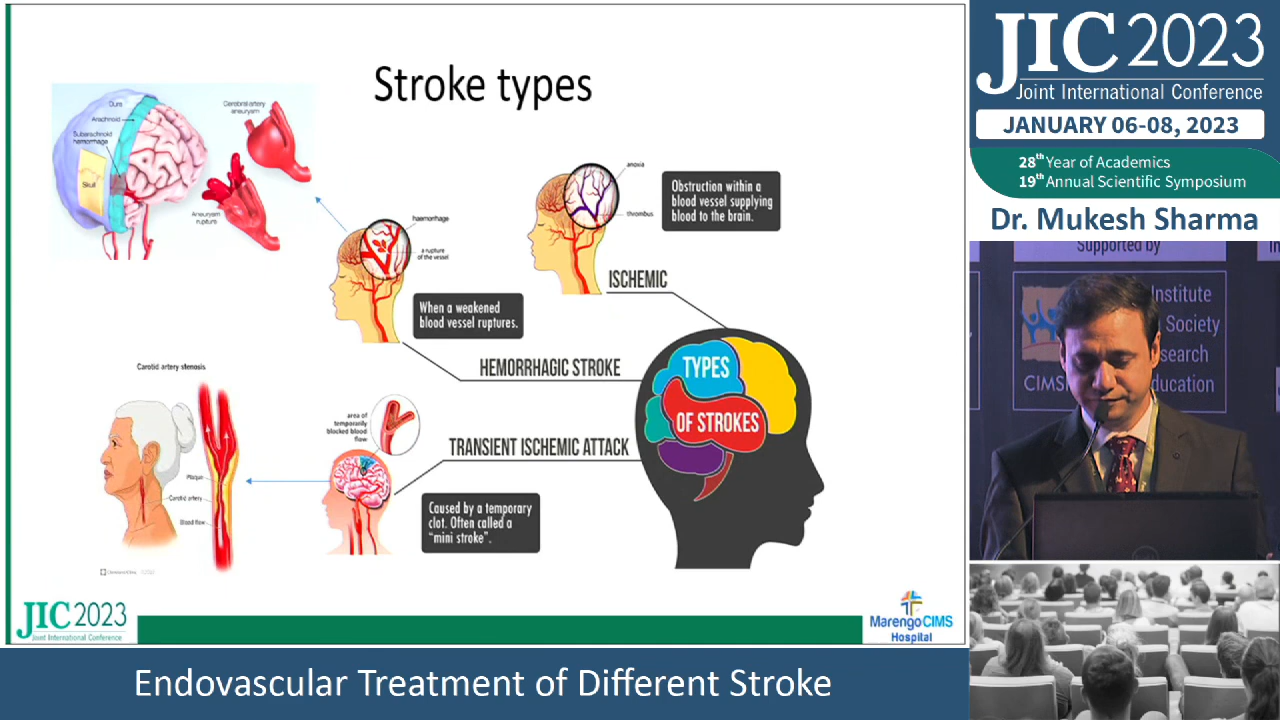 Stroke types
Dura
Arachnoid
Subarachnoid
hemorrhage
Skull
Cerebral artery
aneurysm
Aneurysm
rupture
haemorrhage
a rupture
of the vessel
When a weakened
blood vessel ruptures.
HEMORRHAGIC STROKE
anoxia
thrombus
Obstruction within a
blood vessel supplying
blood to the brain.
ISCHEMIC
TYPES
OF STROKES
Carotid artery stenosis
Plaque
Carotid artery
Blood flow
area of
temporarily
blocked blood
flow
TRANSIENT ISCHEMIC ATTACK
Caused by a temporary
clot. Often called a
"mini stroke".
JIC 2023
Joint International Conference
MarengoCIMS
Hospital
Endovascular Treatment of Different Stroke
JIC 2023
Joint International Conference
JANUARY 06-08, 2023
28th Year of Academics
19th Annual Scientific Symposium
Dr. Mukesh Sharma
Supported by
Institute
Society
CIMS